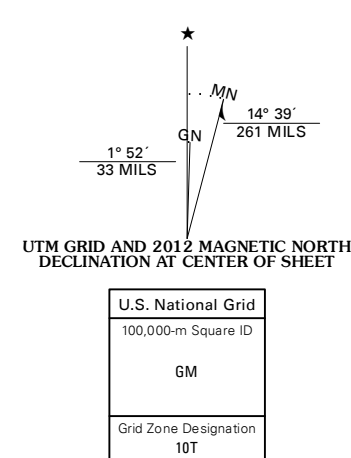 ★
MN
14° 39´
261 MILS
GN
1° 52´
33 MILS
UTM GRID AND 2012 MAGNETIC NORTH
DECLINATION AT CENTER OF SHEET
U.S. National Grid
100,000-m Square ID
GM
Grid Zone Designation
10T